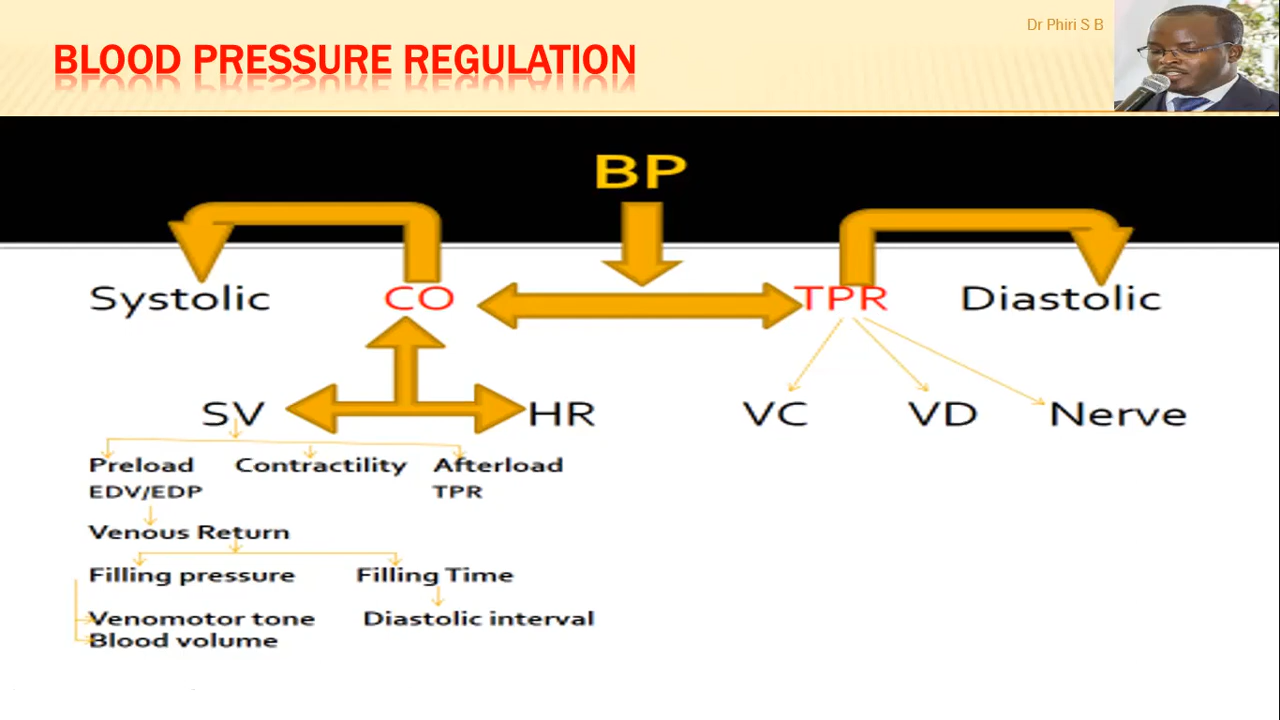 Dr Phiri S B
BLOOD PRESSURE REGULATION
BP
Systolic CO TPR Diastolic
SV HR VC VD Nerve
Preload Contractility Afterload
EDV/EDP TPR
Venous Return
Filling pressure Filling Time
Venomotor tone Diastolic interval
Blood volume